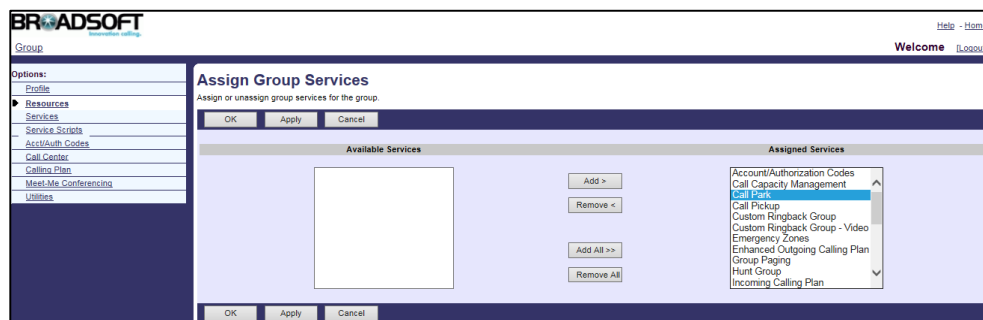 BROADSOFT
innovation calling.
Help - Hom
Group
Welcome [Logou
Options:
Profile
Resources
Services
Service Scripts
Acct/Auth Codes
Call Center
Calling Plan
Meet-Me Conferencing
Utilities
Assign Group Services
Assign or unassign group services for the group.
OK Apply Cancel
Available Services Assigned Services
Add >
Remove <
Add All >>
Remove All
Account/Authorization Codes
Call Capacity Management
Call Park
Call Pickup
Custom Ringback Group
Custom Ringback Group - Video
Emergency Zones
Enhanced Outgoing Calling Plan
Group Paging
Hunt Group
Incoming Calling Plan
OK Apply Cancel